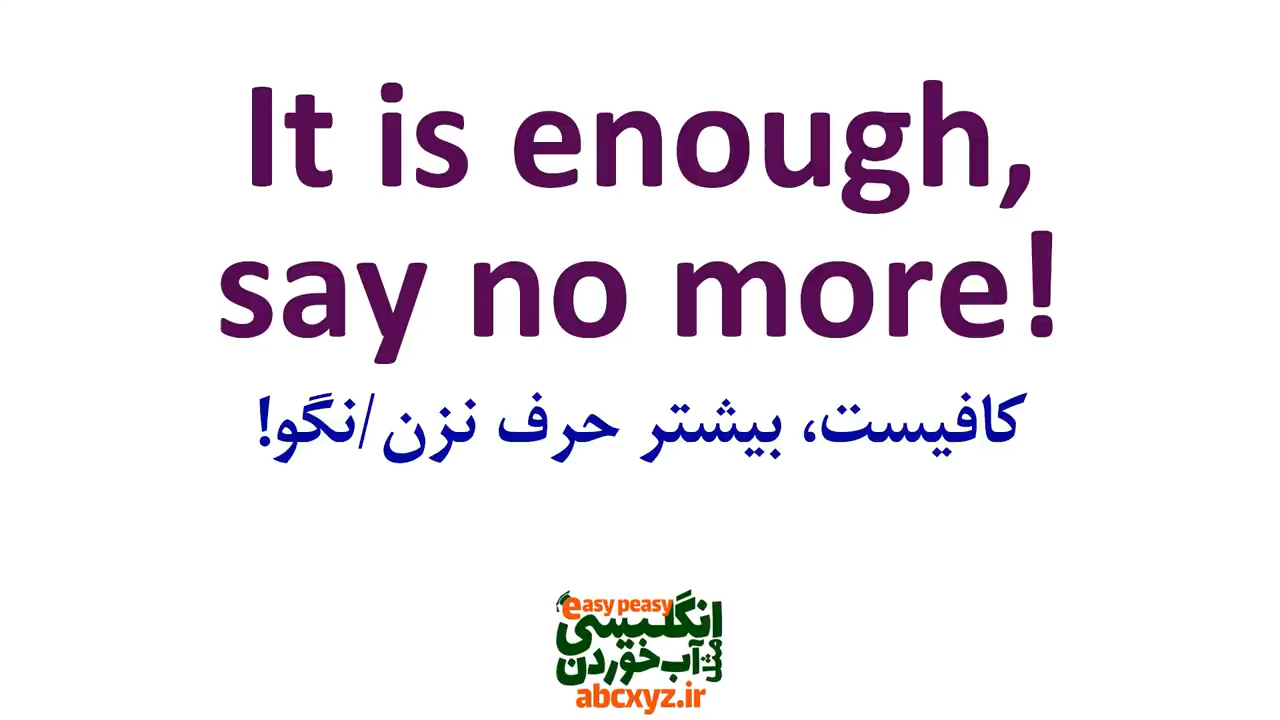 It is enough,
say no more!
کافیست، بیشتر حرف نزن/نگو!
easy peasy
انگلیسی
مثل آب خوردن
abcxyz.ir